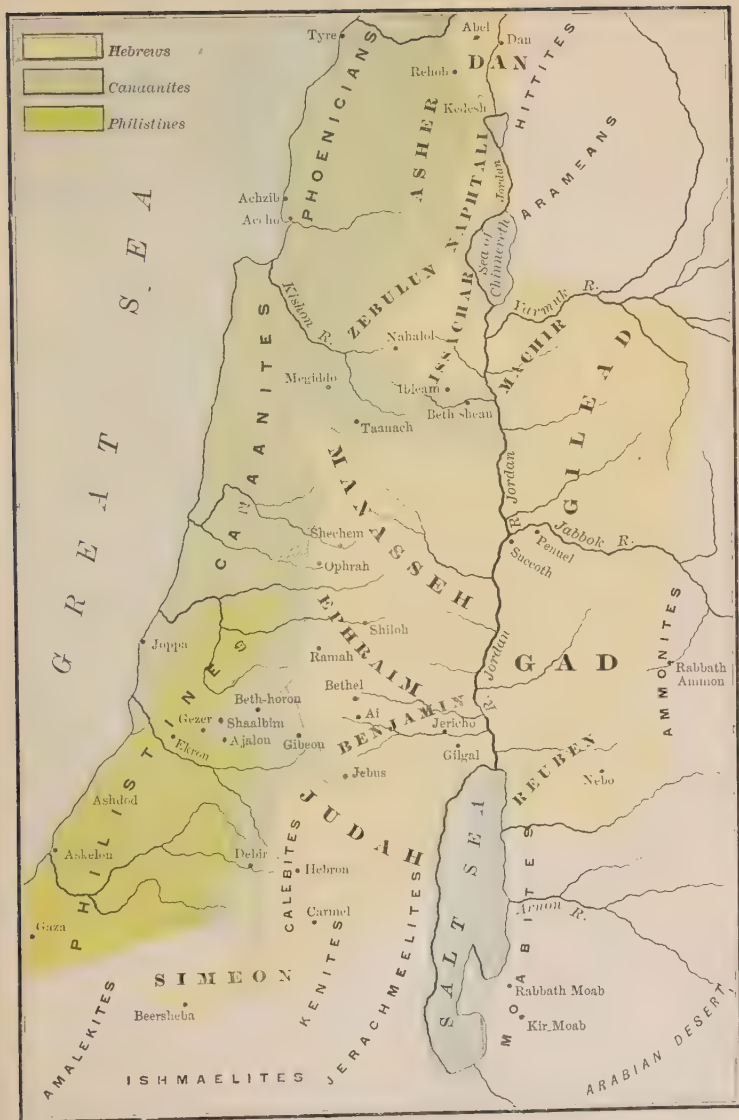 Hebrews
Canaanites
Philistines
Tyre
Abel
Dan
DAN
Rehob
Kedesh
HITTITES
PHOENICIANS
ASHER
NAPHTALI
Jordan
ARAMEANS
Achzib
Accho
Sea of
Chinnereth
GREAT SEA
Kishon R.
ZEBULUN
ISSACHAR
Yarmuk R.
Nahalol
MACHIR
Megiddo
Ibleam
Beth shean
Taanach
CANAANITES
GILEAD
MANASSEH
R. Jordan
Shechem
Ophrah
Jabbok R.
Penuel
Succoth
EPHRAIM
Shiloh
Joppa
Ramah
R. Jordan
GAD
AMMONITES
Rabbath
Ammon
Beth-horon
Bethel
Gezer
Shaalbim
Ai
BENJAMIN
Jericho
Ekron
Ajalon
Gibeon
Gilgal
REUBEN
Nebo
PHILISTINES
Jebus
Ashdod
JUDAH
SALT SEA
Askelon
Debir
CALEBITES
Hebron
Carmel
Arnon R.
MOABITES
Gaza
SIMEON
KENITES
JERACHMEELITES
Beersheba
Rabbath Moab
Kir Moab
AMALEKITES
ISHMAELITES
ARABIAN DESERT